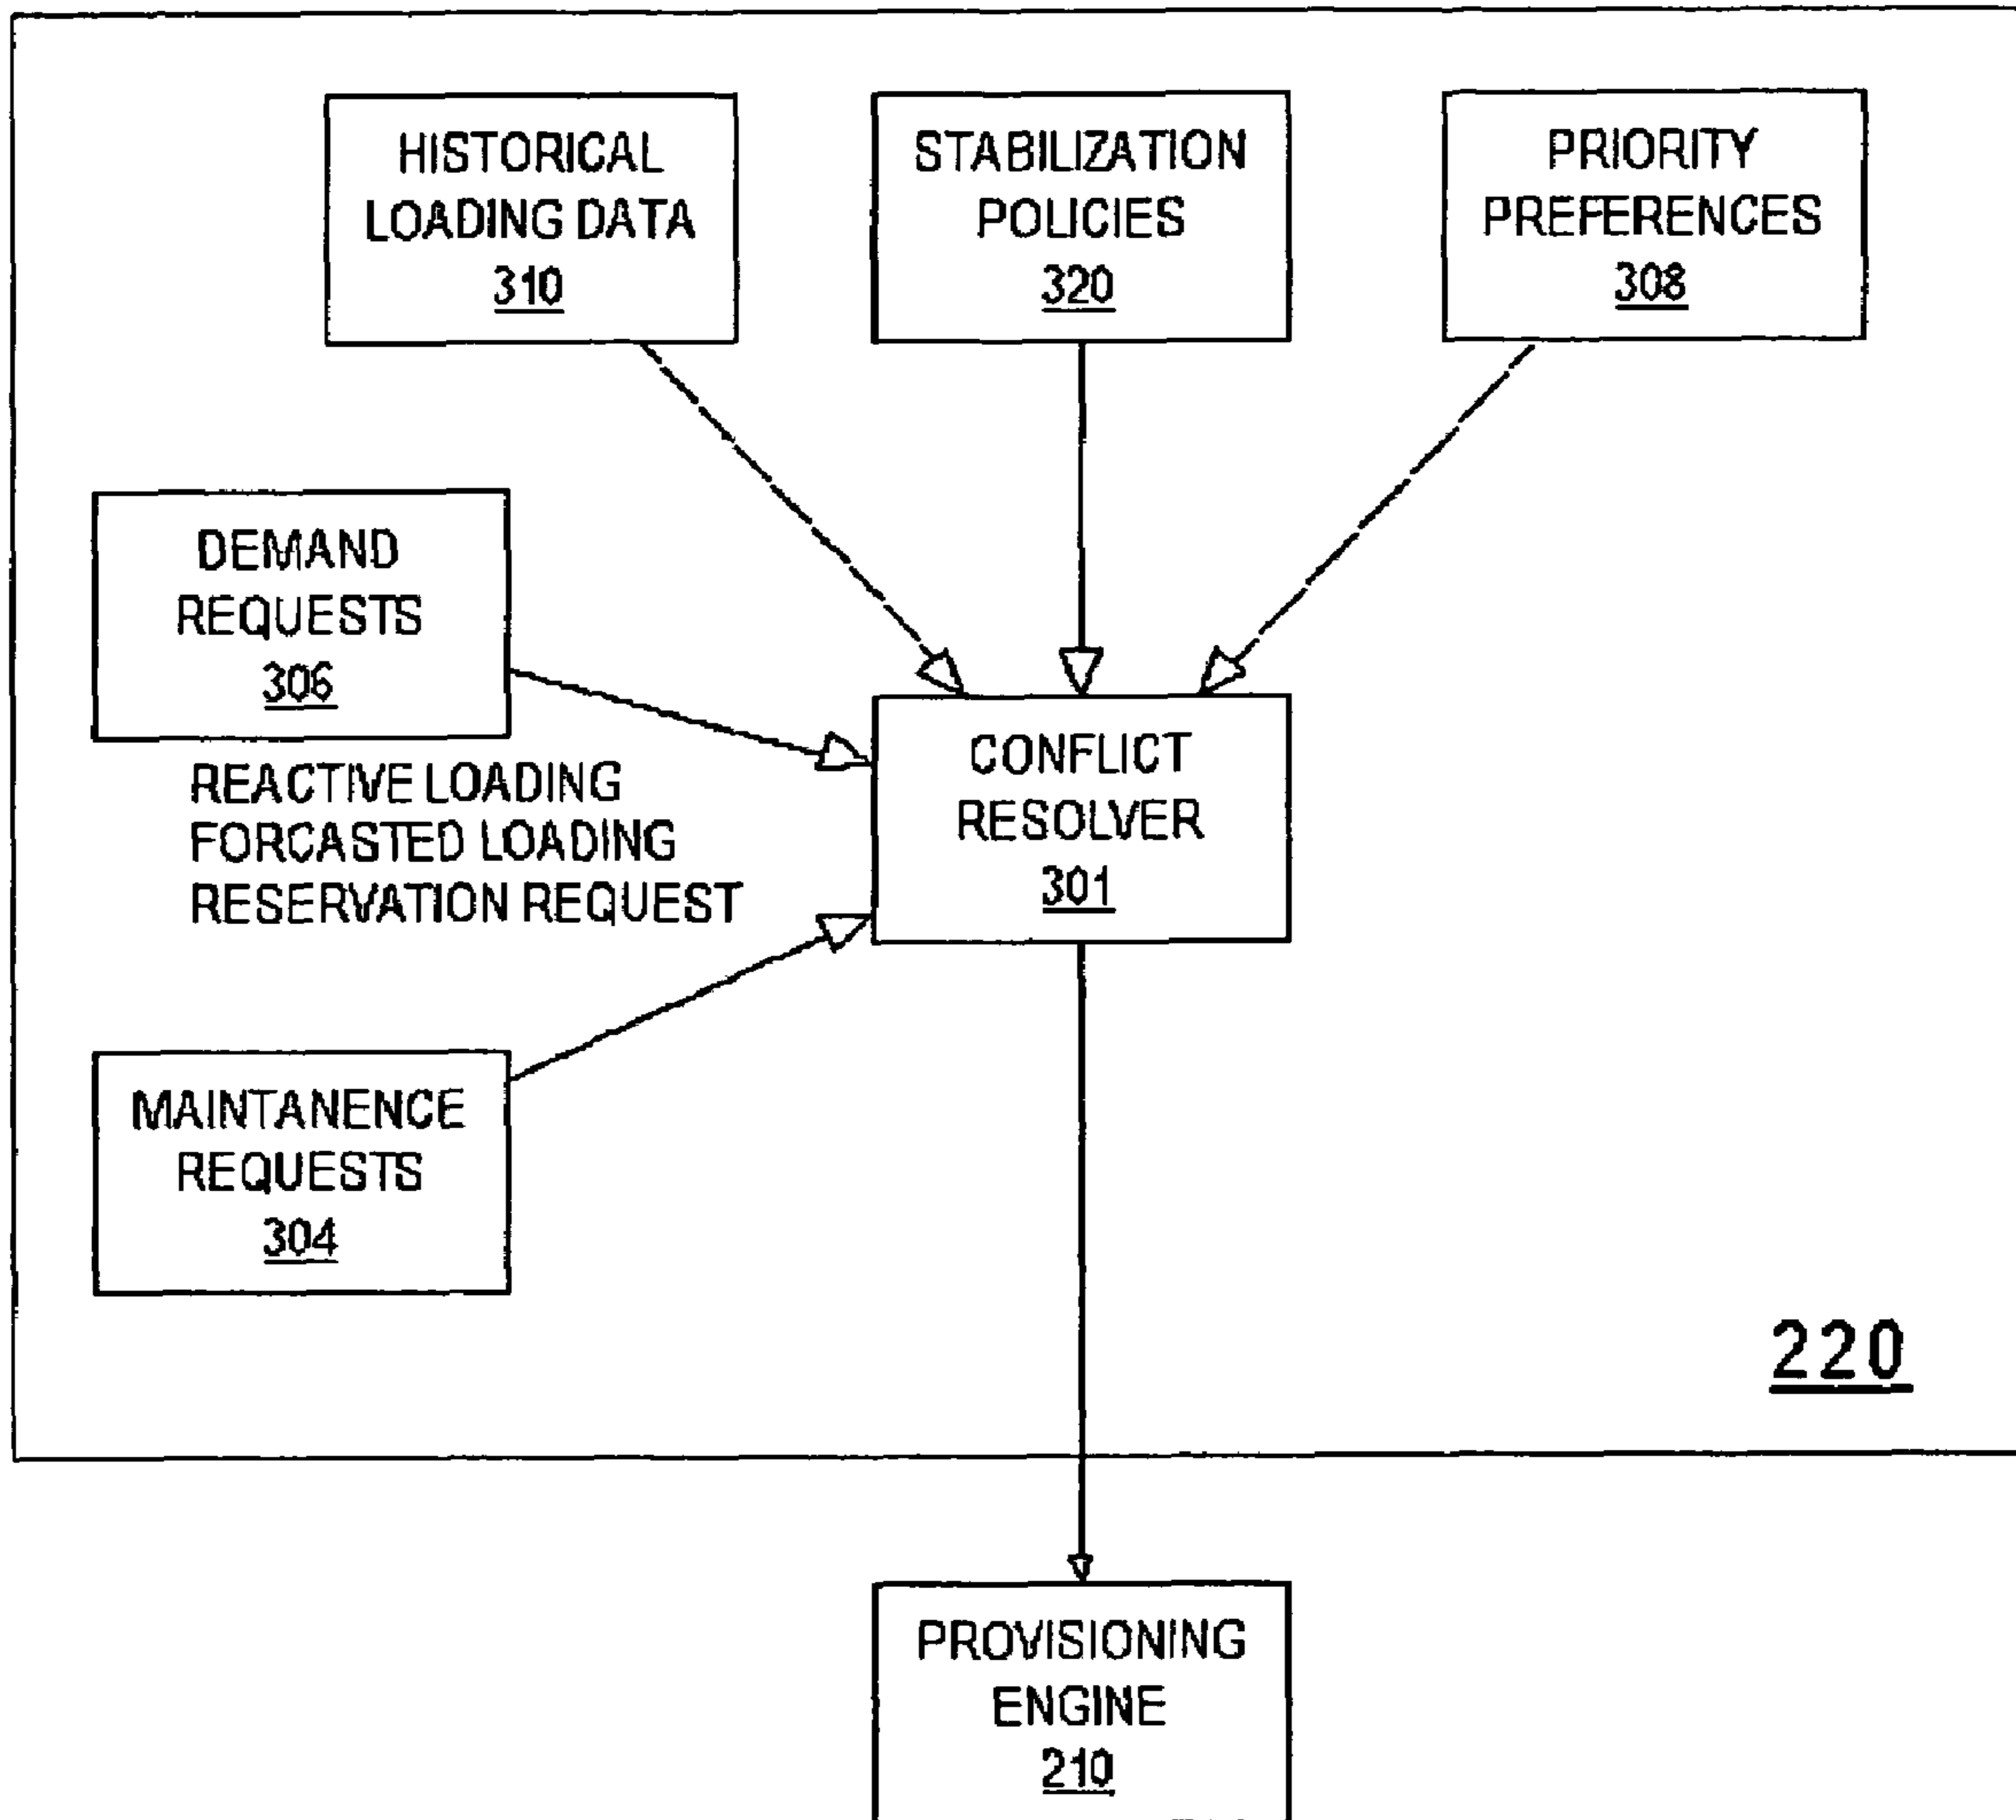 HISTORICAL
LOADING DATA
310
STABILIZATION
POLICIES
320
PRIORITY
PREFERENCES
308
DEMAND
REQUESTS
306
REACTIVE LOADING
FORCASTED LOADING
RESERVATION REQUEST
CONFLICT
RESOLVER
301
MAINTANENCE
REQUESTS
304
220
PROVISIONING
ENGINE
210